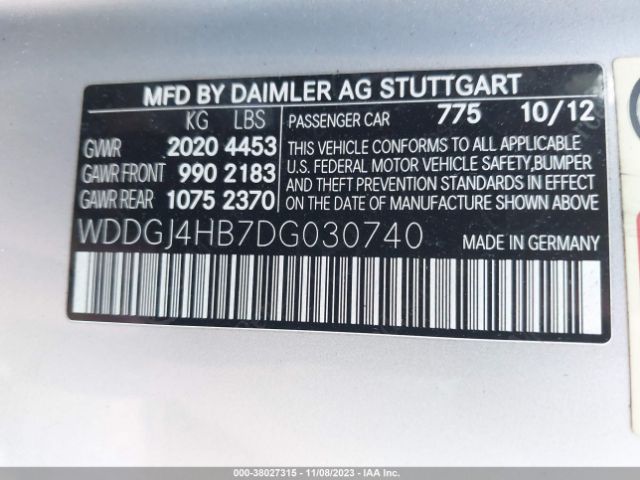 MFD BY DAIMLER AG STUTTGART
KG LBS PASSENGER CAR 775 10/12
GVWR 2020 4453
GAWR FRONT 990 2183
GAWR REAR 1075 2370
THIS VEHICLE CONFORMS TO ALL APPLICABLE
U.S. FEDERAL MOTOR VEHICLE SAFETY, BUMPER
AND THEFT PREVENTION STANDARDS IN EFFECT
ON THE DATE OF MANUFACTURE SHOWN ABOVE.
WDDGJ4HB7DG030740 MADE IN GERMANY
IAA - 38027315 - 11/08/2023 - IAAI.COM